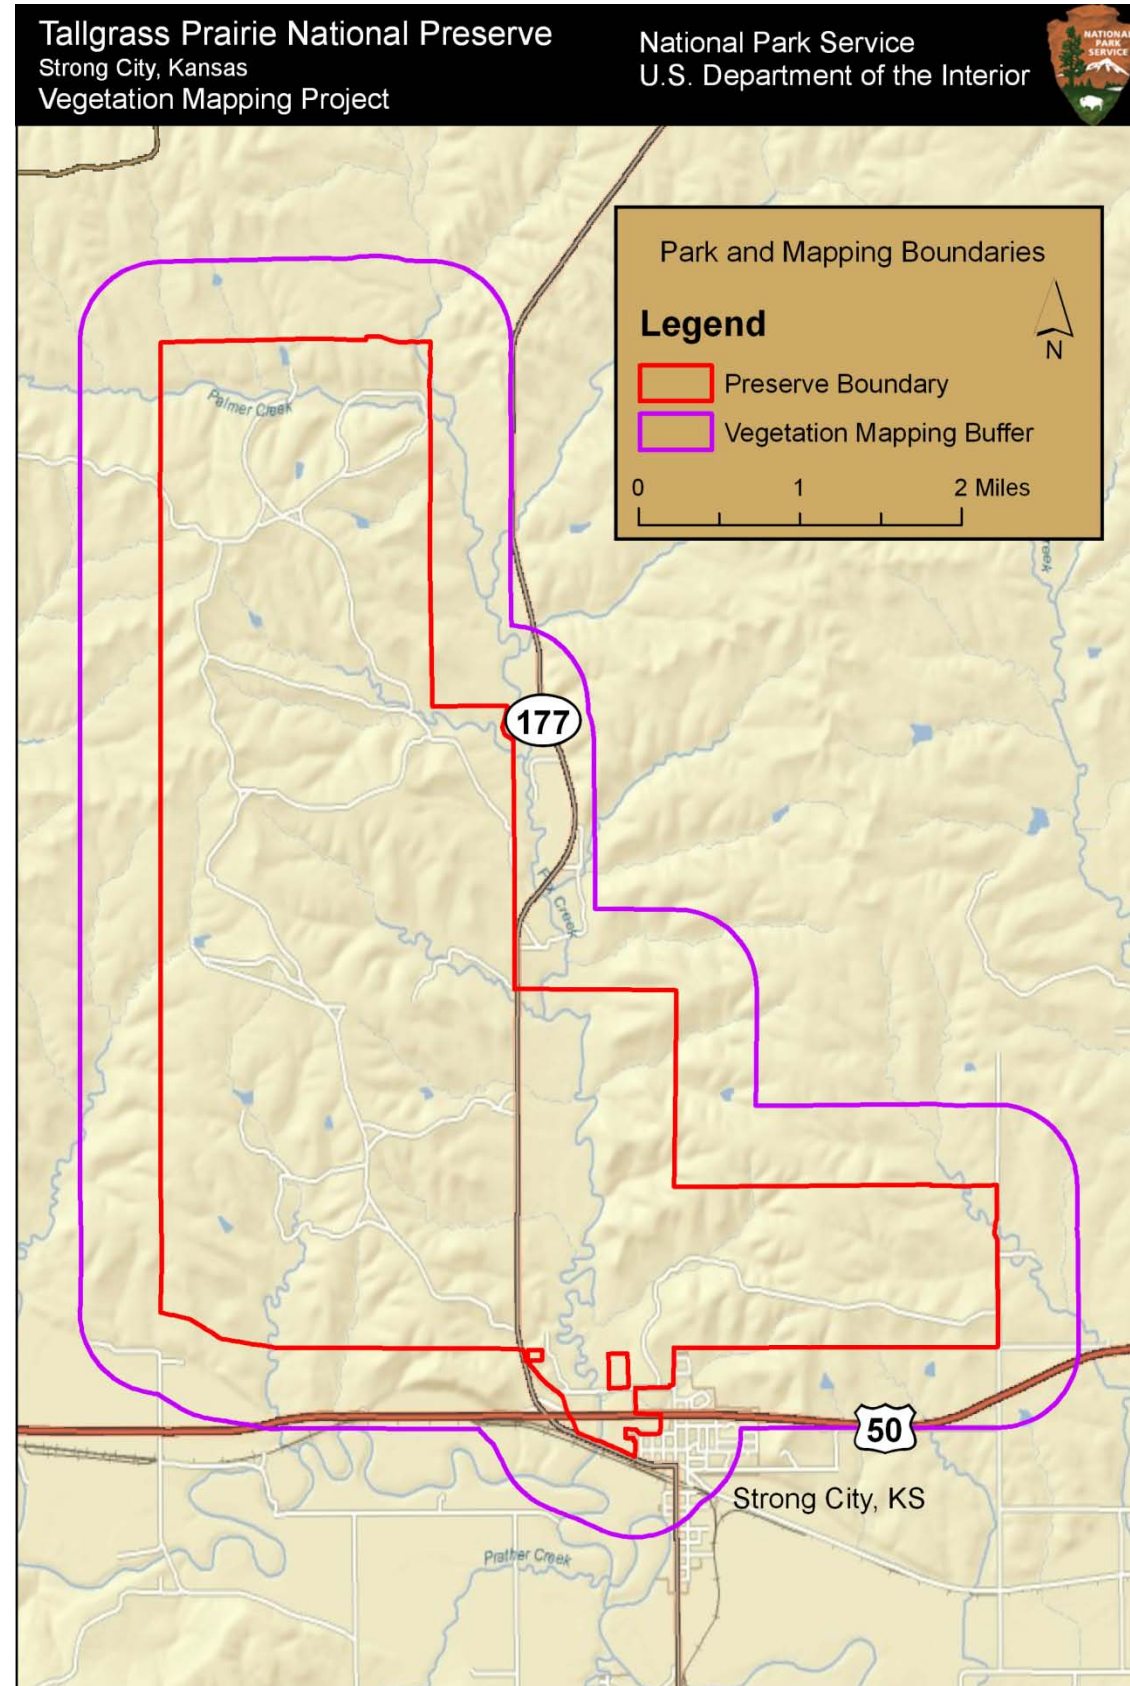 Tallgrass Prairie National Preserve
Strong City, Kansas
Vegetation Mapping Project
National Park Service
U.S. Department of the Interior
NATIONAL
PARK
SERVICE
Park and Mapping Boundaries
Legend
N
Preserve Boundary
Vegetation Mapping Buffer
0 1 2 Miles
Palmer Creek
reek
177
Fox Creek
50
Strong City, KS
Prather Creek